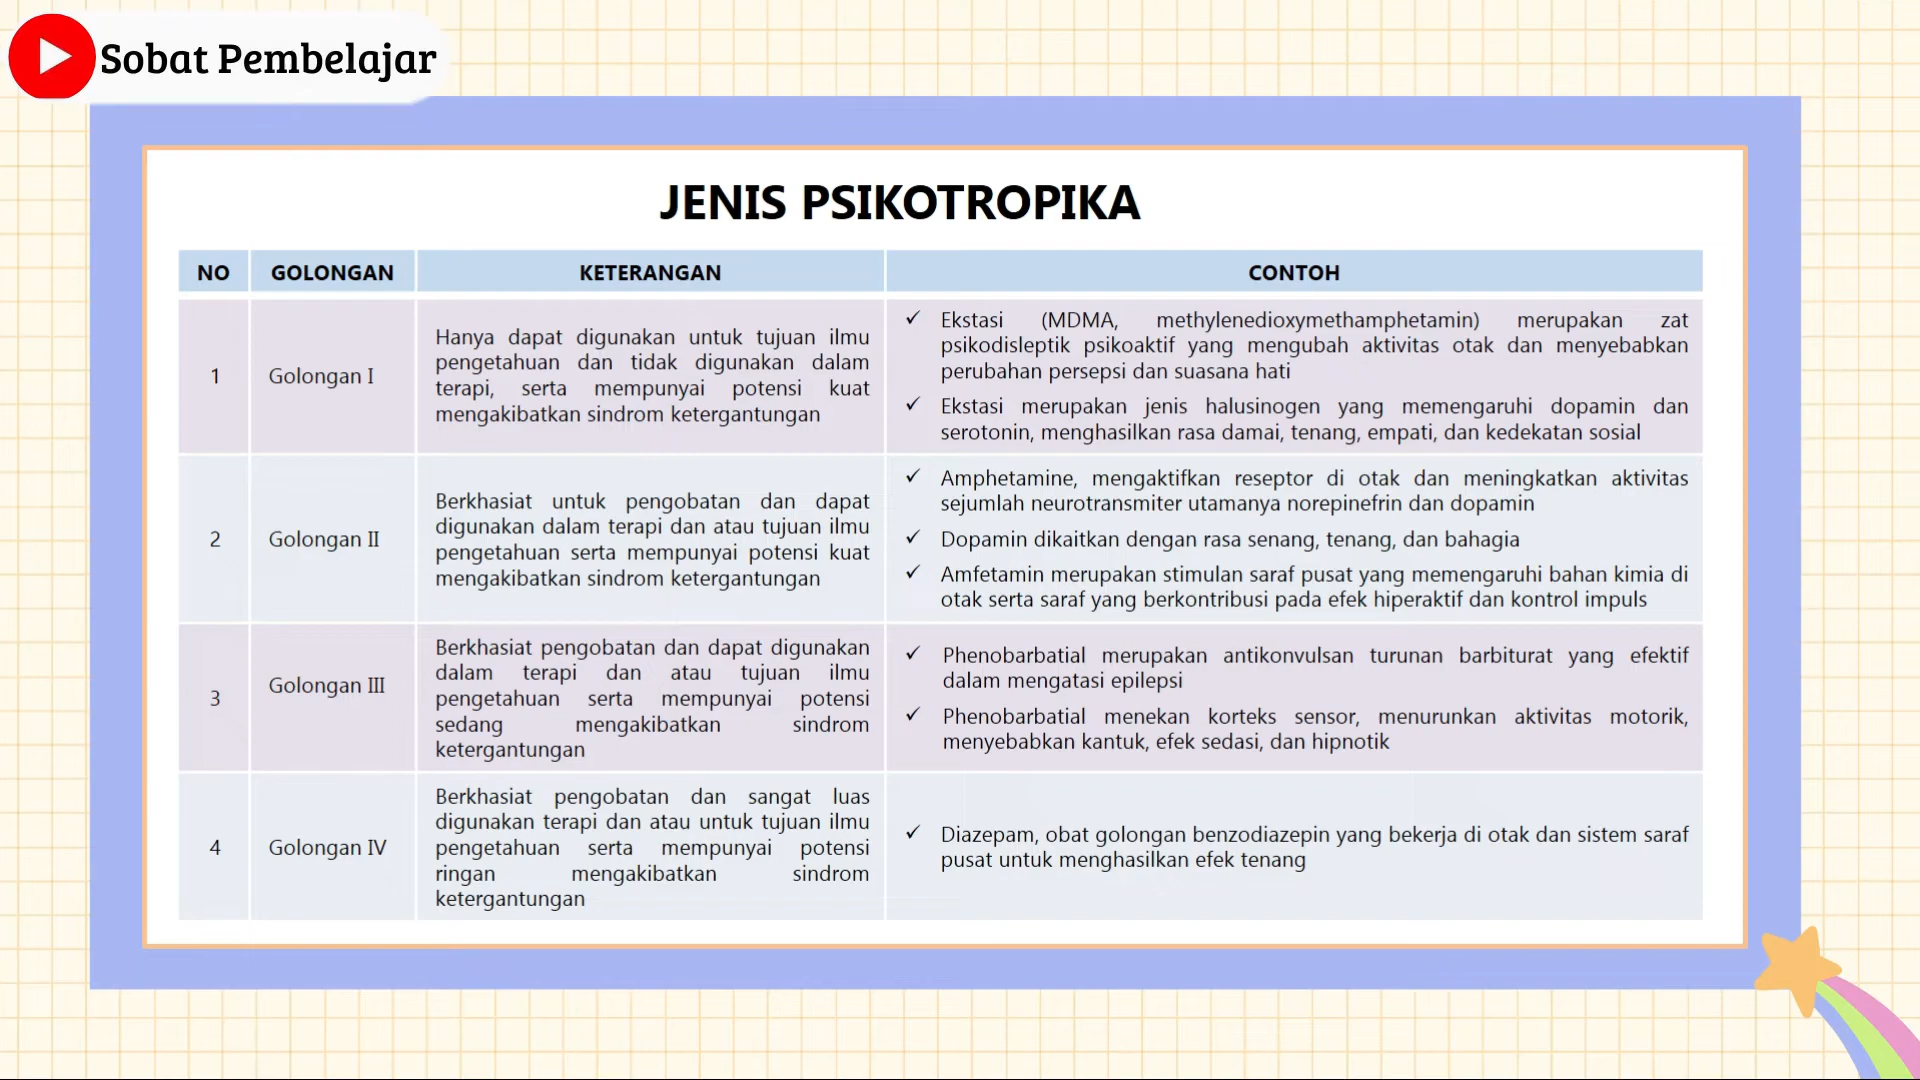 Sobat Pembelajar
JENIS PSIKOTROPIKA
NO GOLONGAN KETERANGAN CONTOH
1
Golongan I
Hanya dapat digunakan untuk tujuan ilmu
pengetahuan dan tidak digunakan dalam
terapi, serta mempunyai potensi kuat
mengakibatkan sindrom ketergantungan
✓ Ekstasi (MDMA, methylenedioxymethamphetamin) merupakan zat
psikodisleptik psikoaktif yang mengubah aktivitas otak dan menyebabkan
perubahan persepsi dan suasana hati
✓ Ekstasi merupakan jenis halusinogen yang memengaruhi dopamin dan
serotonin, menghasilkan rasa damai, tenang, empati, dan kedekatan sosial
2
Golongan II
Berkhasiat untuk pengobatan dan dapat
digunakan dalam terapi dan atau tujuan ilmu
pengetahuan serta mempunyai potensi kuat
mengakibatkan sindrom ketergantungan
✓ Amphetamine, mengaktifkan reseptor di otak dan meningkatkan aktivitas
sejumlah neurotransmiter utamanya norepinefrin dan dopamin
✓ Dopamin dikaitkan dengan rasa senang, tenang, dan bahagia
✓ Amfetamin merupakan stimulan saraf pusat yang memengaruhi bahan kimia di
otak serta saraf yang berkontribusi pada efek hiperaktif dan kontrol impuls
3
Golongan III
Berkhasiat pengobatan dan dapat digunakan
dalam terapi dan atau tujuan ilmu
pengetahuan serta mempunyai potensi
sedang mengakibatkan sindrom
ketergantungan
✓ Phenobarbatial merupakan antikonvulsan turunan barbiturat yang efektif
dalam mengatasi epilepsi
✓ Phenobarbatial menekan korteks sensor, menurunkan aktivitas motorik,
menyebabkan kantuk, efek sedasi, dan hipnotik
4
Golongan IV
Berkhasiat pengobatan dan sangat luas
digunakan terapi dan atau untuk tujuan ilmu
pengetahuan serta mempunyai potensi
ringan mengakibatkan sindrom
ketergantungan
✓ Diazepam, obat golongan benzodiazepin yang bekerja di otak dan sistem saraf
pusat untuk menghasilkan efek tenang